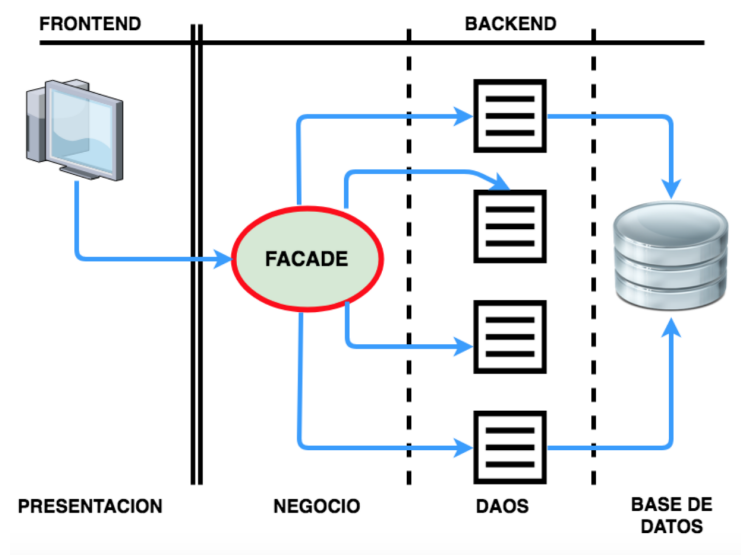 FRONTEND
BACKEND
FACADE
PRESENTACION
NEGOCIO
DAOS
BASE DE
DATOS